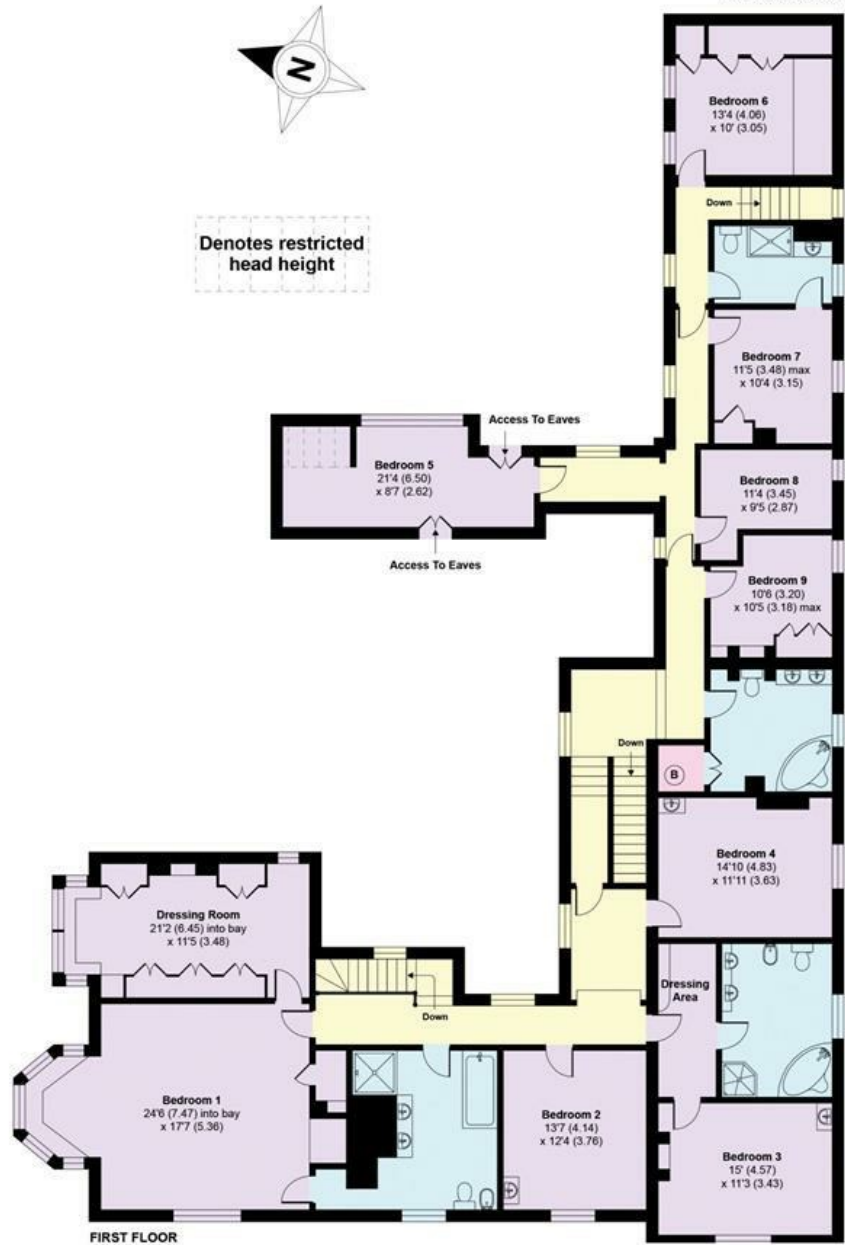 N
Denotes restricted
head height
Bedroom 6
13'4 (4.06)
x 10' (3.05)
Down
Bedroom 7
11'5 (3.48) max
x 10'4 (3.15)
Access To Eaves
Bedroom 5
21'4 (6.50)
x 8'7 (2.62)
Access To Eaves
Bedroom 8
11'4 (3.45)
x 9'5 (2.87)
Bedroom 9
10'6 (3.20)
x 10'5 (3.18) max
Down
B
Bedroom 4
14'10 (4.83)
x 11'11 (3.63)
Dressing Room
21'2 (6.45) into bay
x 11'5 (3.48)
Dressing
Area
Down
Bedroom 1
24'6 (7.47) into bay
x 17'7 (5.36)
Bedroom 2
13'7 (4.14)
x 12'4 (3.76)
Bedroom 3
15' (4.57)
x 11'3 (3.43)
FIRST FLOOR